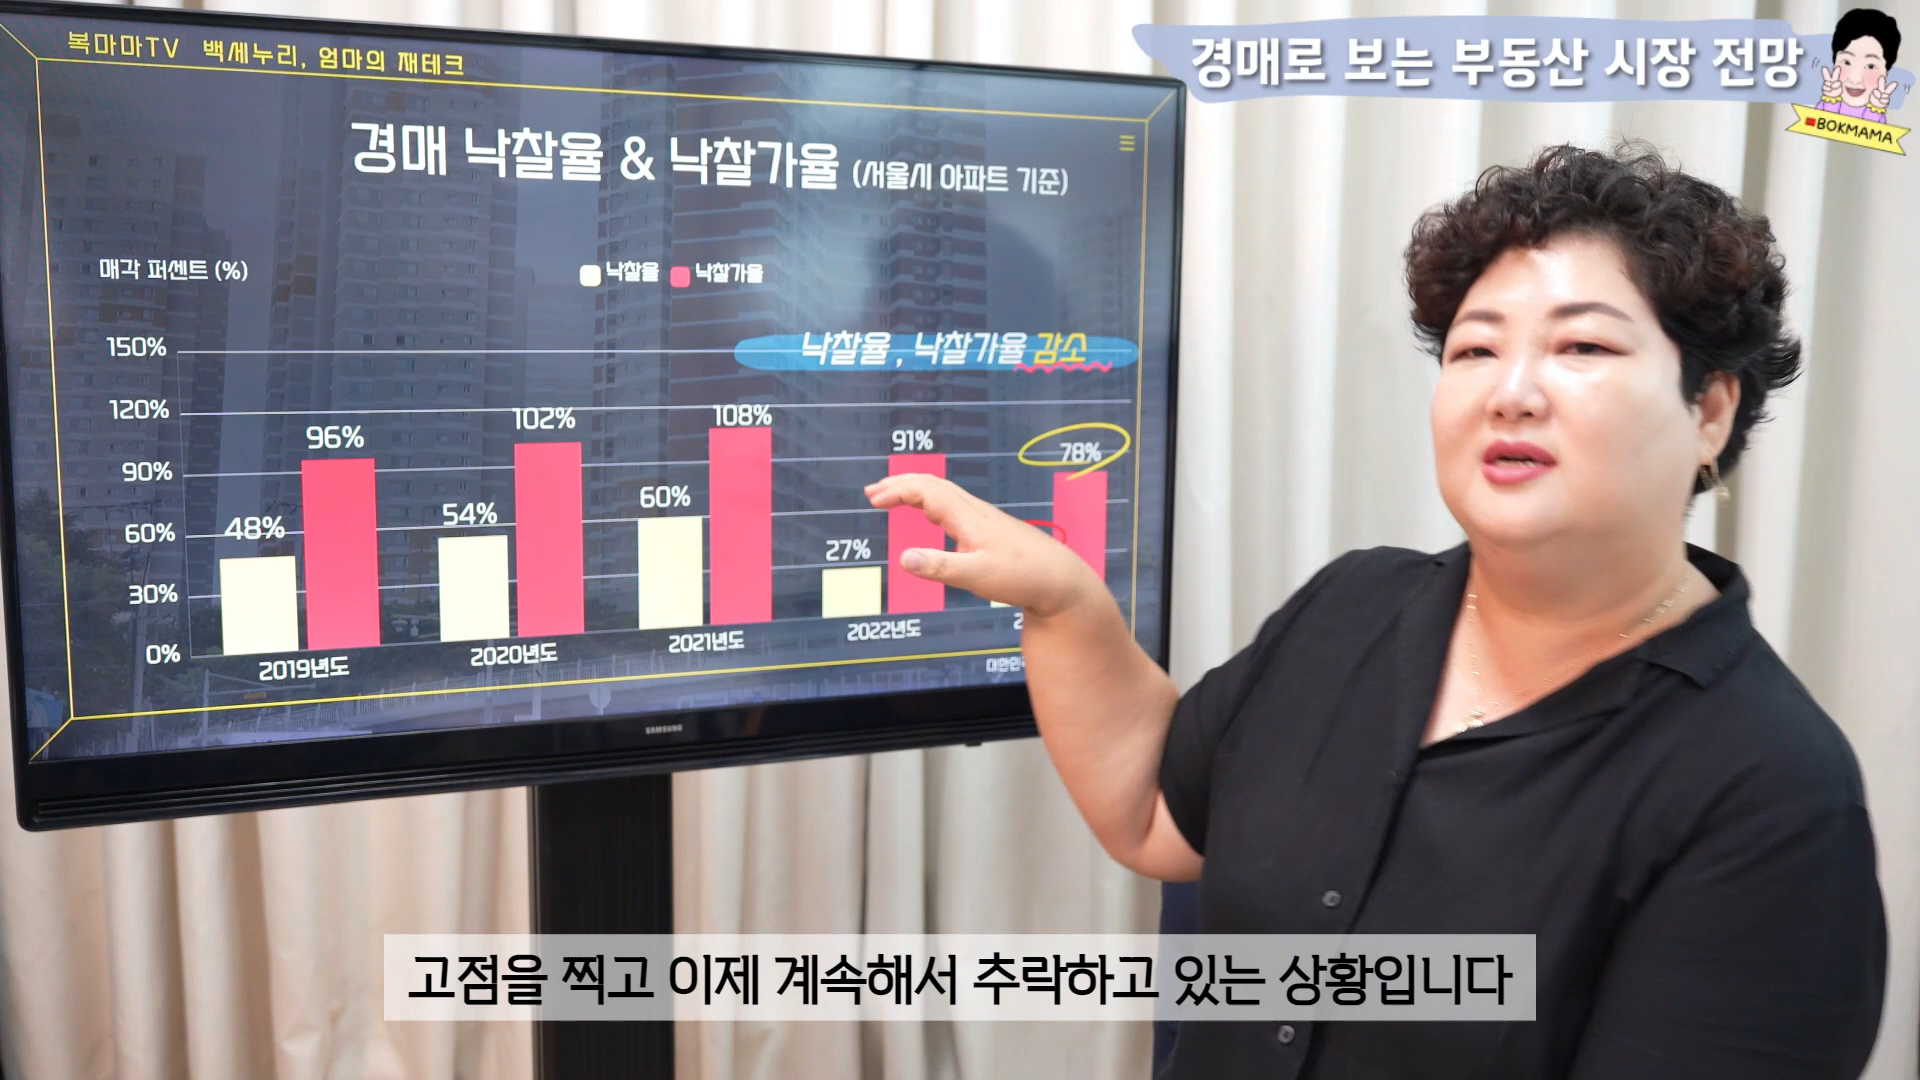 복마마TV 백세누리, 엄마의 재테크
경매로 보는 부동산 시장 전망
BOKMAMA
경매 낙찰율 & 낙찰가율 (서울시 아파트 기준)
매각 퍼센트 (%)
낙찰율 낙찰가율
낙찰율, 낙찰가율 감소
150%
120%
90%
60%
30%
0%
48% 96%
54% 102%
60% 108%
27% 91%
78%
2019년도 2020년도 2021년도 2022년도
SAMSUNG
고점을 찍고 이제 계속해서 추락하고 있는 상황입니다